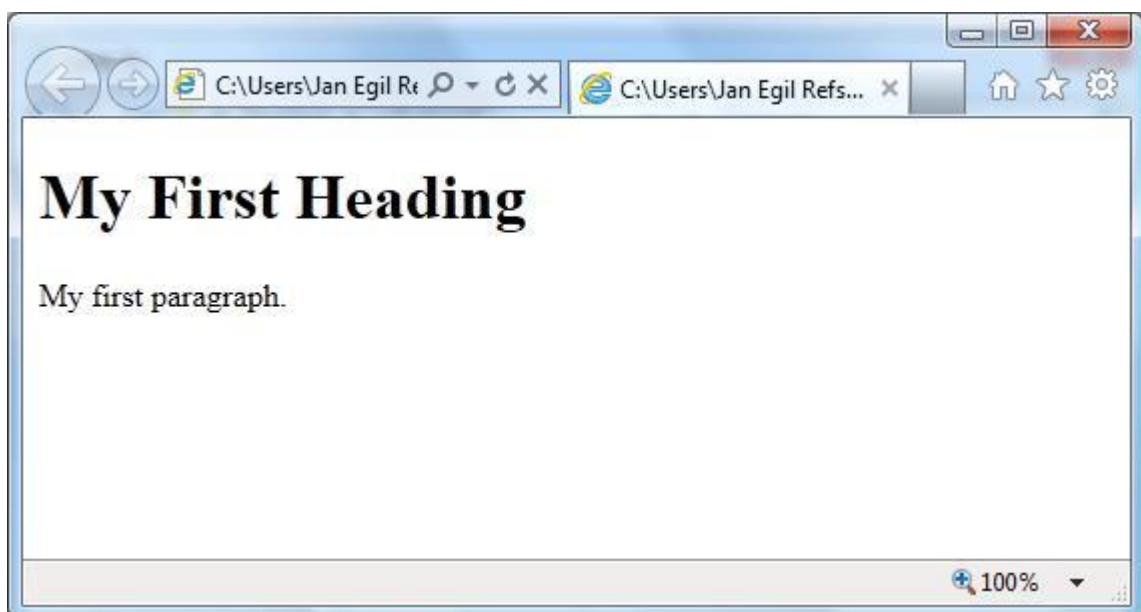 C:\Users\Jan Egil Re
C:\Users\Jan Egil Refs...
My First Heading
My first paragraph.
100%